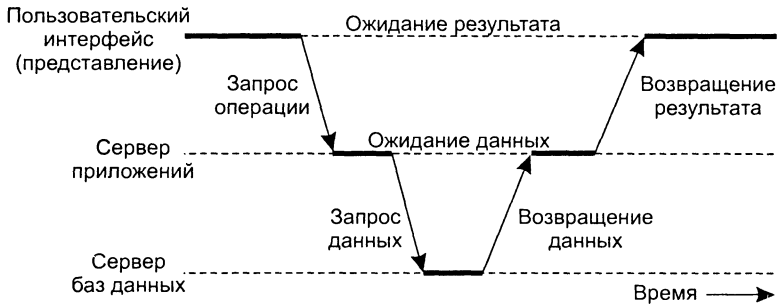 Пользовательский
интерфейс
(представление)
Ожидание результата
Запрос
операции
Возвращение
результата
Сервер
приложений
Ожидание данных
Запрос
данных
Возвращение
данных
Сервер
баз данных
Время